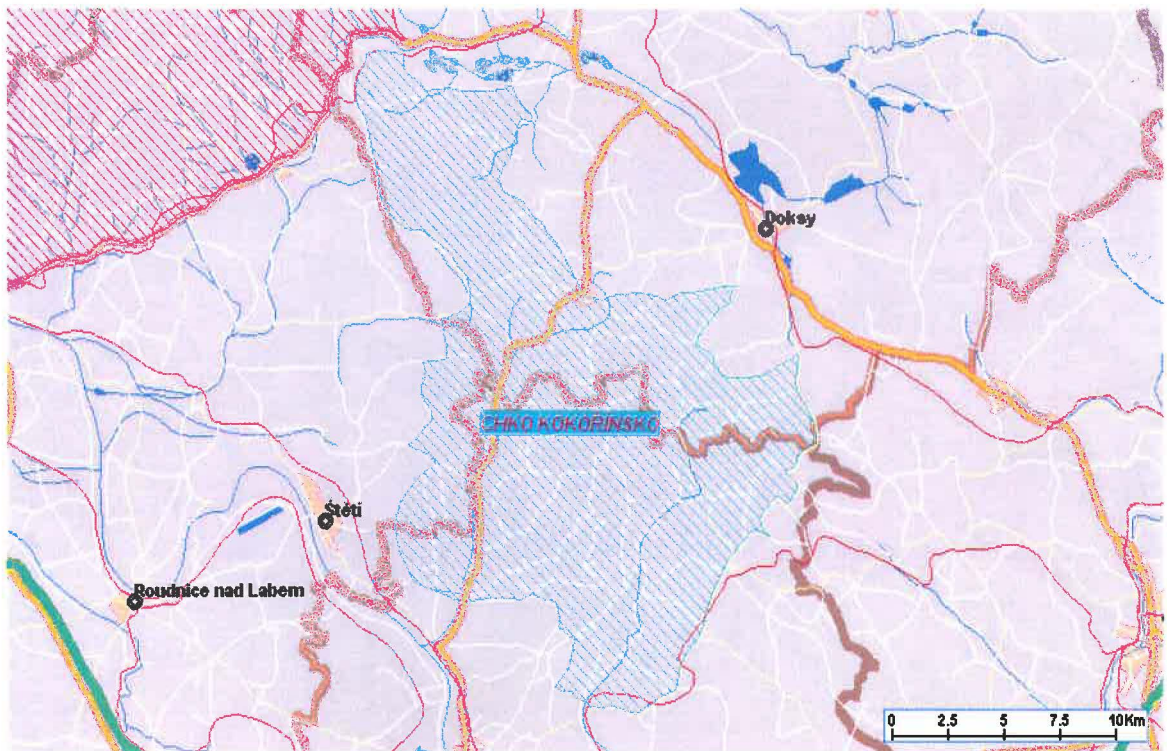 Doksy
CHKO KOKOŘÍNSKO
Štětí
Roudnice nad Labem
0 2.5 5 7.5 10Km